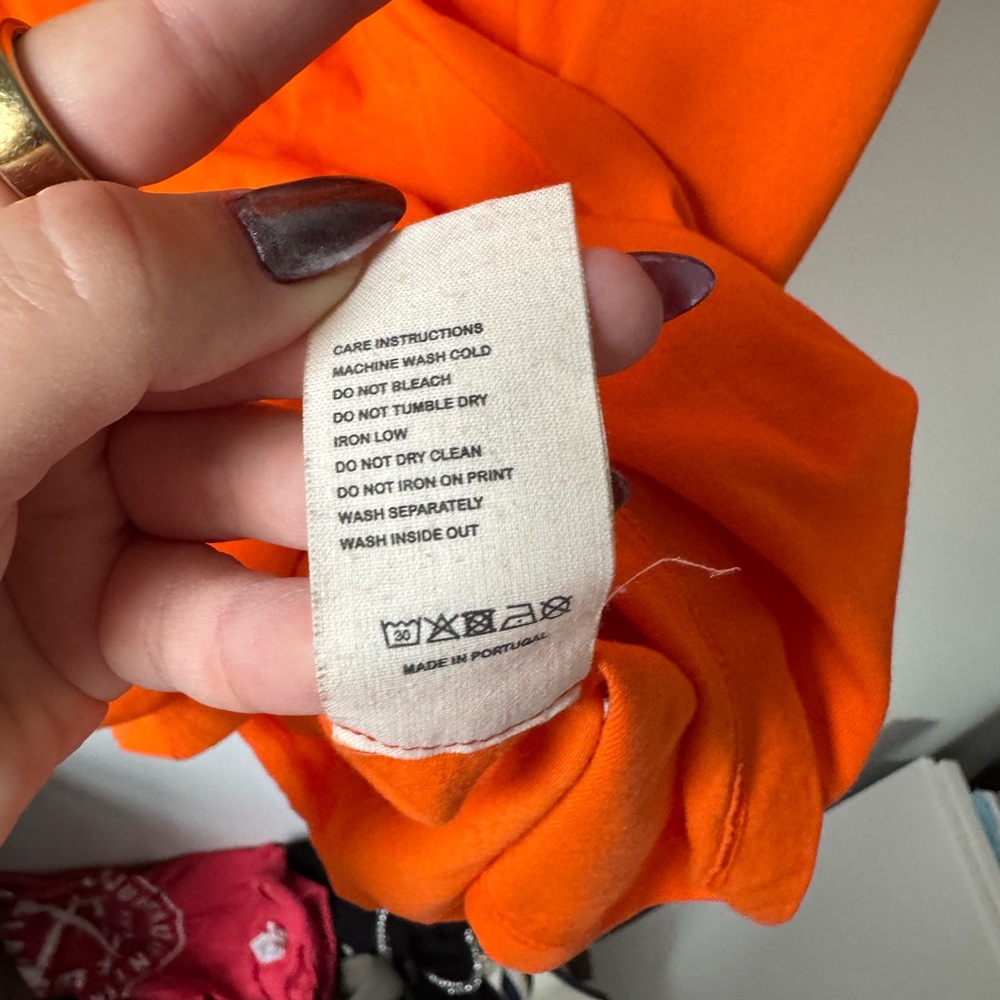 CARE INSTRUCTIONS
MACHINE WASH COLD
DO NOT BLEACH
DO NOT TUMBLE DRY
IRON LOW
DO NOT DRY CLEAN
DO NOT IRON ON PRINT
WASH SEPARATELY
WASH INSIDE OUT
30
MADE IN PORTUGAL